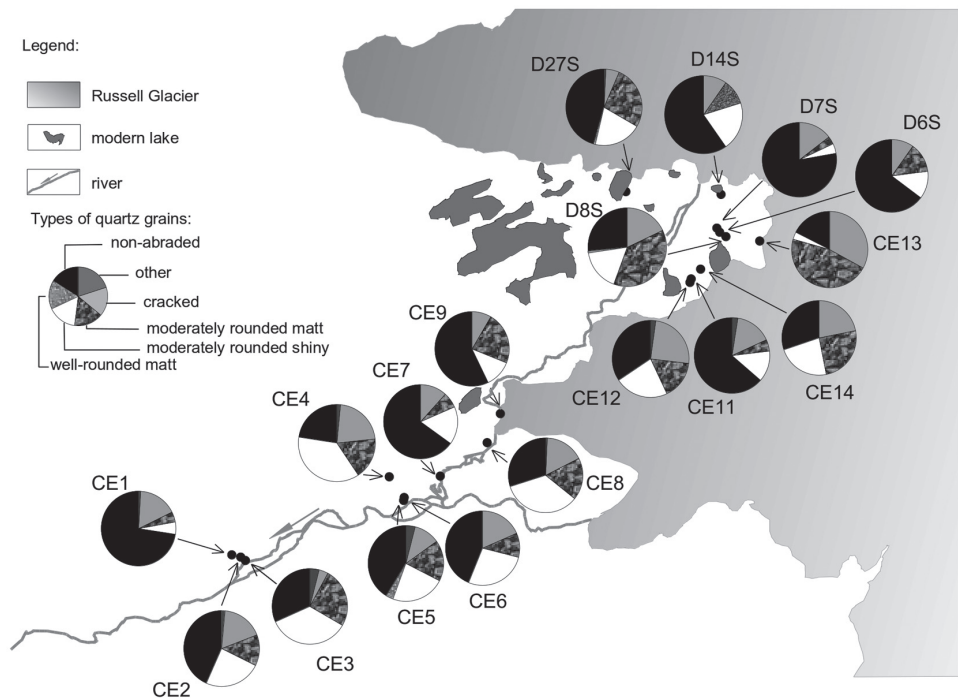 Legend:
Russell Glacier
modern lake
river
Types of quartz grains:
non-abraded
other
cracked
moderately rounded matt
moderately rounded shiny
well-rounded matt
D27S
D14S
D7S
D6S
D8S
CE13
CE9
CE7
CE4
CE12
CE11
CE14
CE8
CE1
CE5
CE6
CE3
CE2